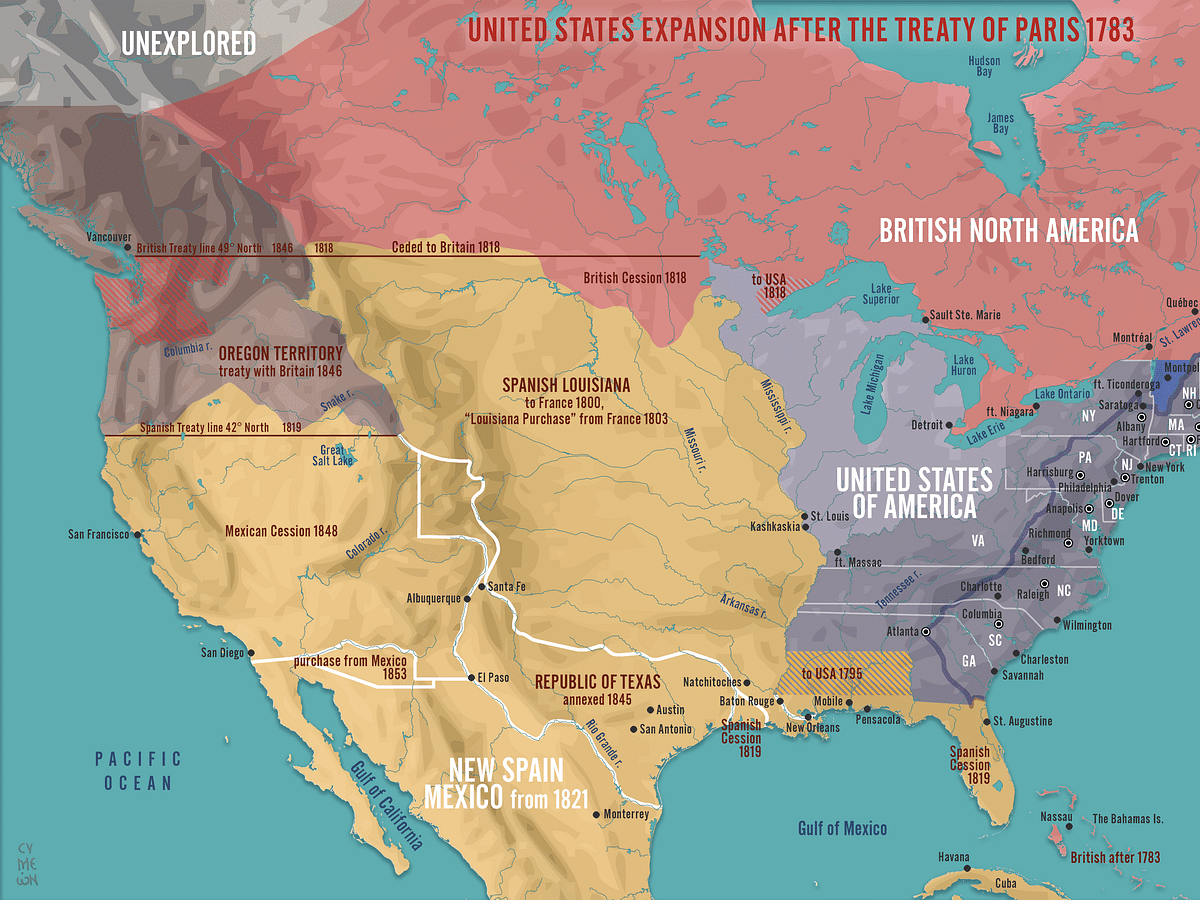 UNITED STATES EXPANSION AFTER THE TREATY OF PARIS 1783
UNEXPLORED
Hudson
Bay
James
Bay
BRITISH NORTH AMERICA
Vancouver
British Treaty line 49° North 1846 1818
Ceded to Britain 1818
British Cession 1818
to USA
1818
Lake
Superior
Sault Ste. Marie
Québec
Montréal
St. Lawren
Columbia r.
OREGON TERRITORY
treaty with Britain 1846
Snake r.
Spanish Treaty line 42° North 1819
Great
Salt Lake
SPANISH LOUISIANA
to France 1800,
"Louisiana Purchase" from France 1803
Mississippi r.
Missouri r.
Lake Michigan
Lake
Huron
Lake Ontario
Lake Erie
ft. Niagara
Detroit
ft. Ticonderoga
Montpel
Saratoga
NY
NH
C
Albany
MA
Hartford
CT
RI
PA
NJ
New York
Harrisburg
Trenton
Philadelphia
Dover
Anapolis
DE
MD
Richmond
Yorktown
VA
Bedford
UNITED STATES
OF AMERICA
St. Louis
Kashkaskia
ft. Massac
San Francisco
Mexican Cession 1848
Colorado r.
Santa Fe
Albuquerque
Arkansas r.
Tennessee r.
Charlotte
Raleigh
NC
Columbia
Wilmington
Atlanta
SC
GA
Charleston
Savannah
San Diego
purchase from Mexico
1853
El Paso
REPUBLIC OF TEXAS
annexed 1845
Austin
San Antonio
Rio Grande r.
Natchitoches
Baton Rouge
to USA 1795
Mobile
Pensacola
New Orleans
Spanish
Cession
1819
St. Augustine
Spanish
Cession
1819
PACIFIC
OCEAN
Gulf of California
NEW SPAIN
MEXICO from 1821
Monterrey
Gulf of Mexico
Nassau
The Bahamas Is.
British after 1783
Havana
Cuba
CY
ME
ON